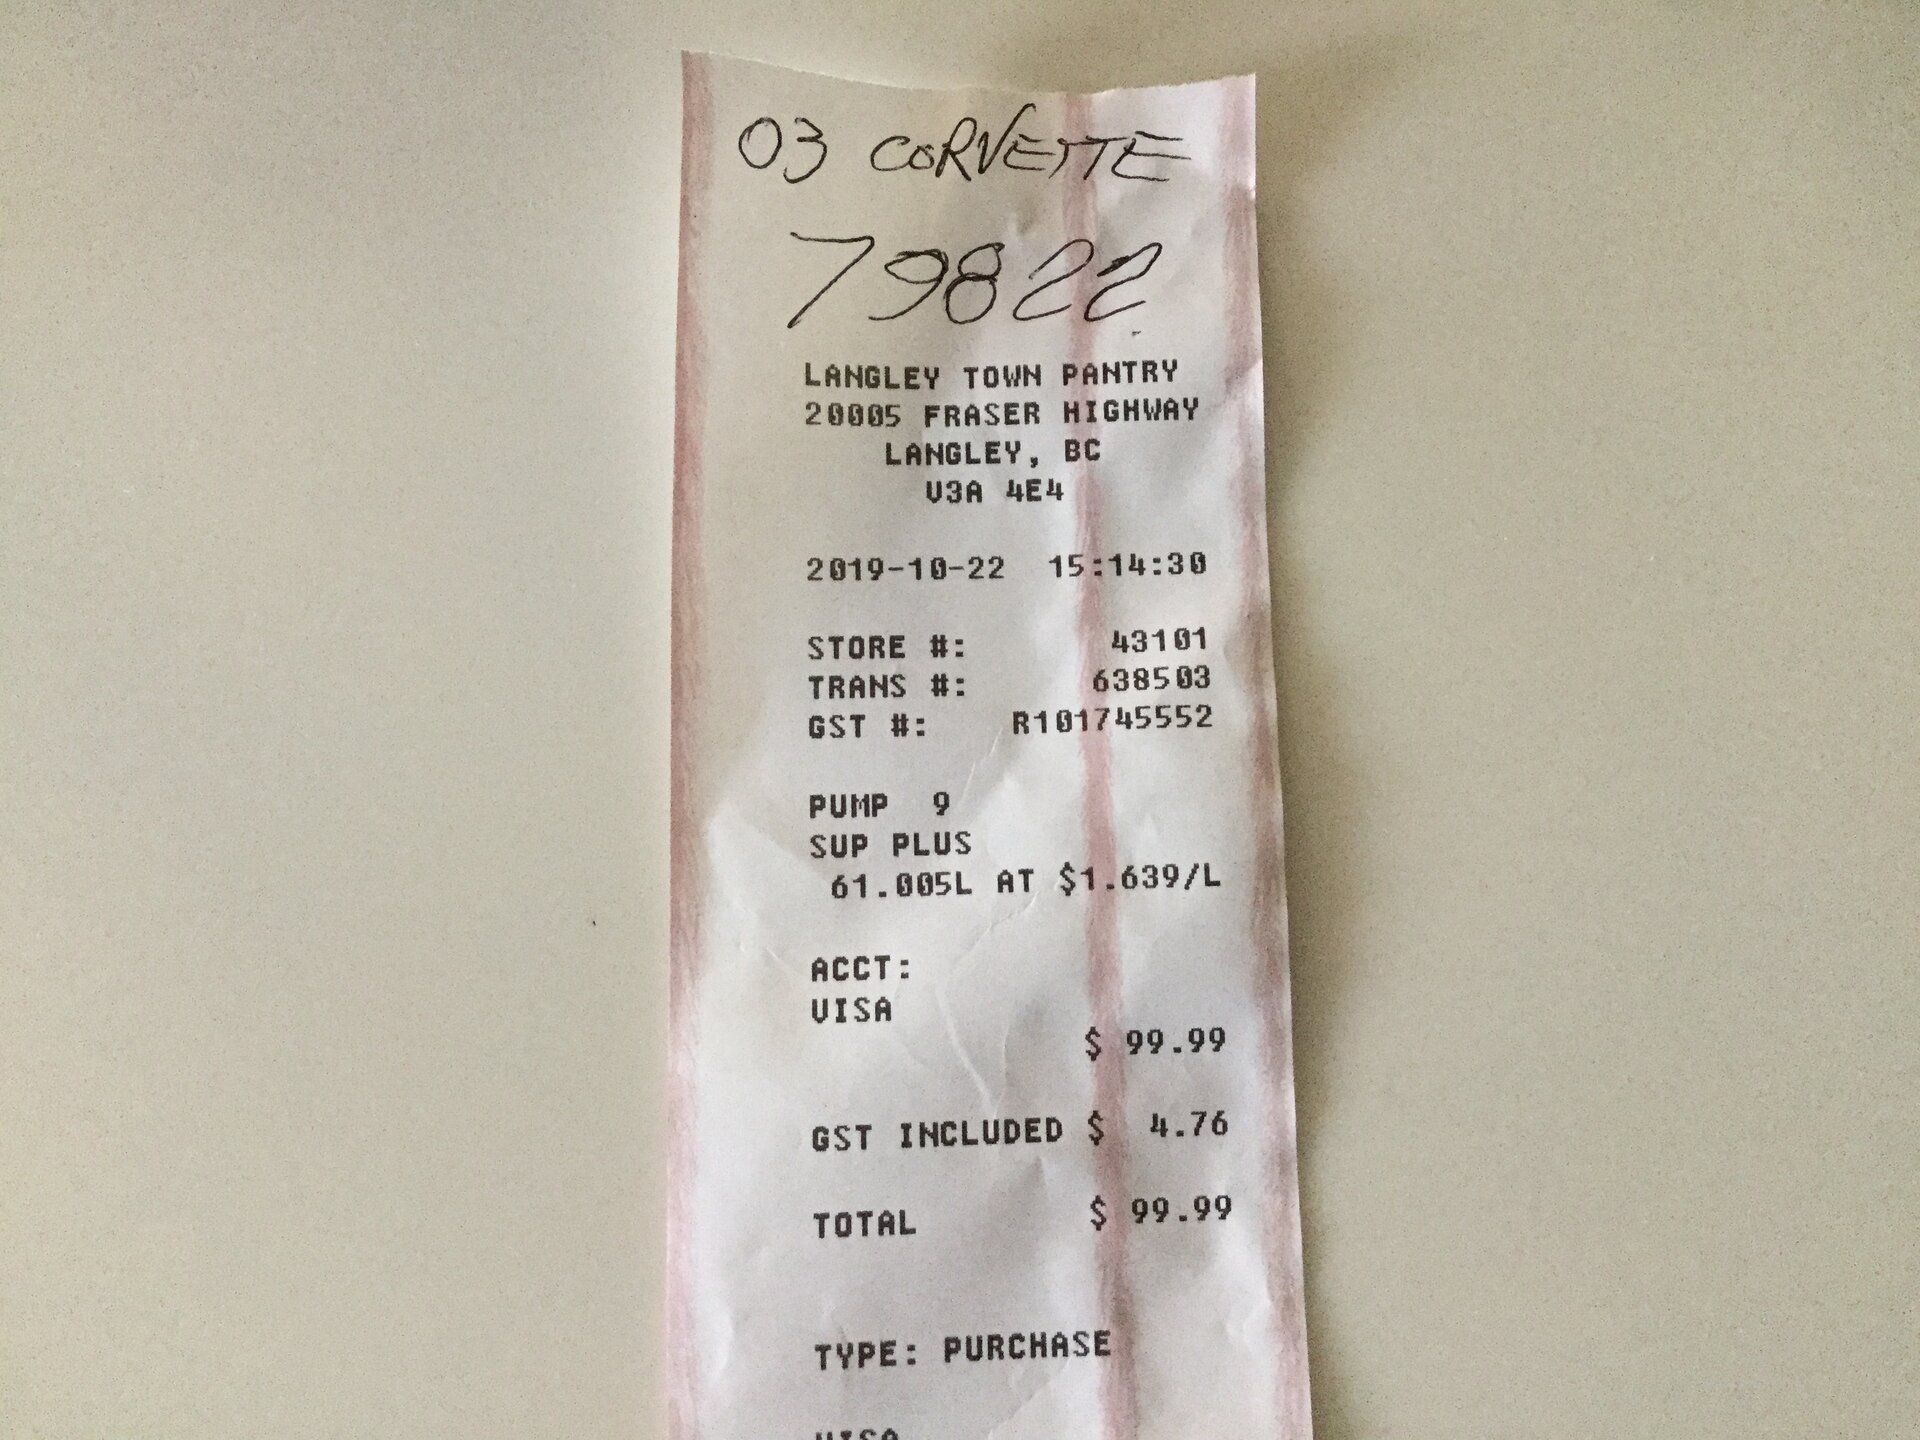 03 CORVETTE
79822
LANGLEY TOWN PANTRY
20005 FRASER HIGHWAY
LANGLEY, BC
V3A 4E4
2019-10-22 15:14:30
STORE #: 43101
TRANS #: 638503
GST #: R101745552
PUMP 9
SUP PLUS
61.005L AT $1.639/L
ACCT:
VISA
$ 99.99
GST INCLUDED $ 4.76
TOTAL $ 99.99
TYPE: PURCHASE
VISA